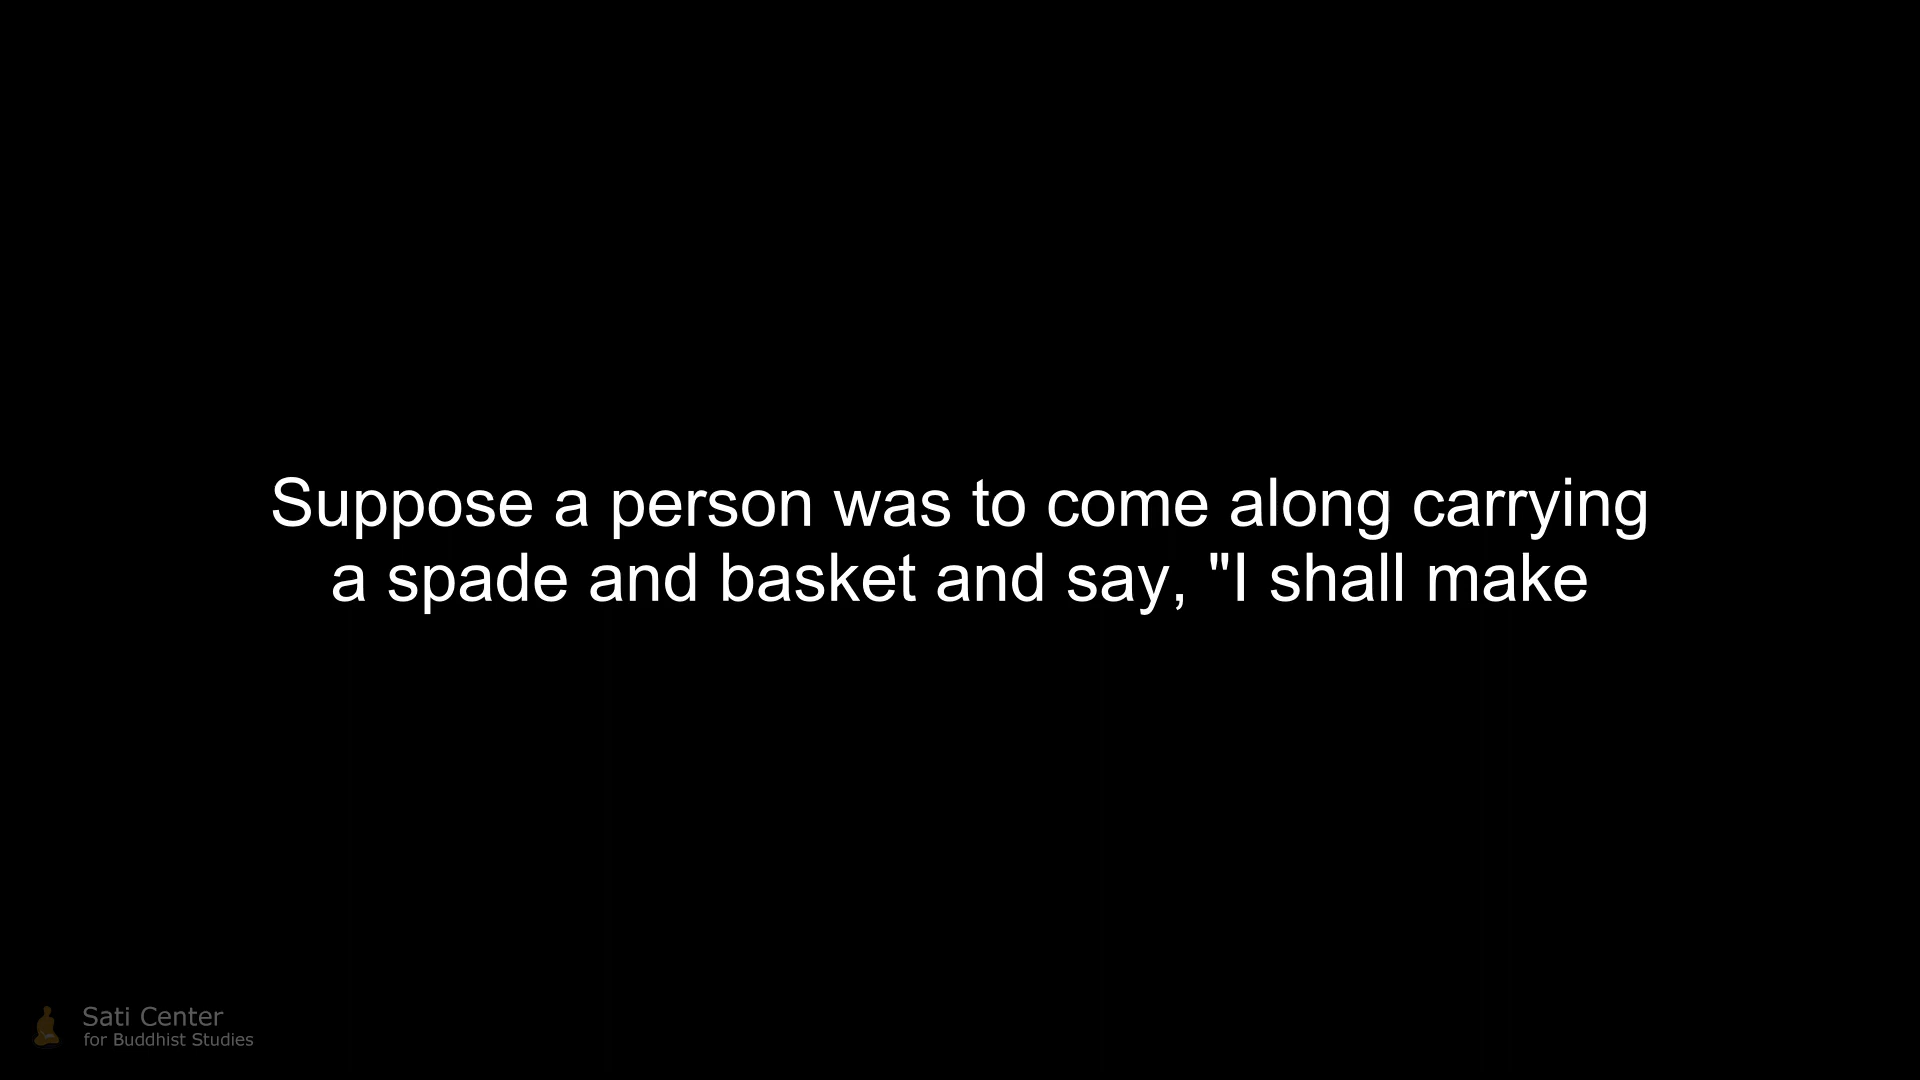 Suppose a person was to come along carrying
a spade and basket and say, "I shall make
Sati Center
for Buddhist Studies